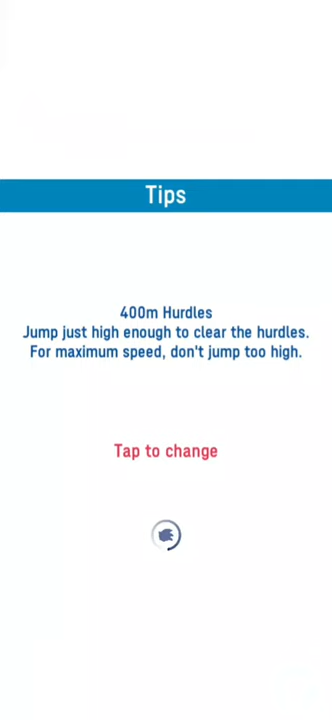 Tips
400m Hurdles
Jump just high enough to clear the hurdles.
For maximum speed, don't jump too high.
Tap to change